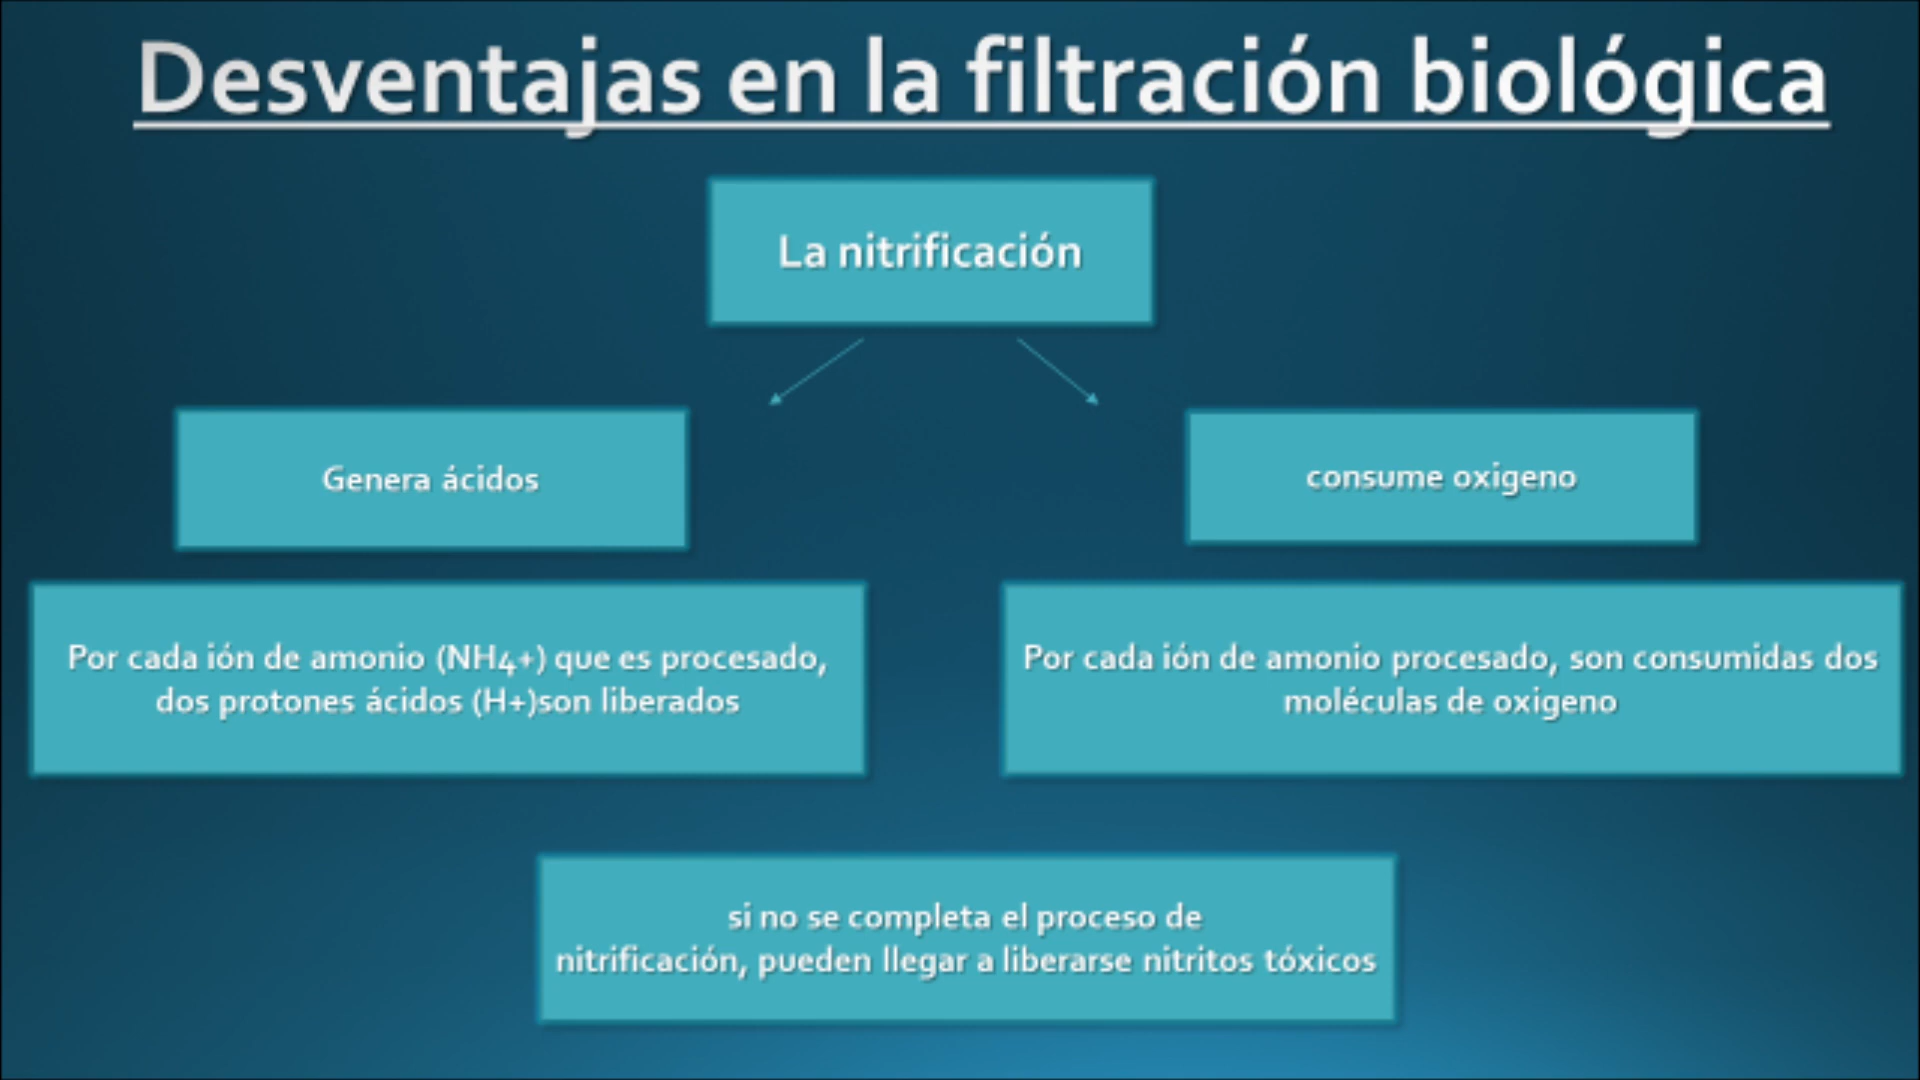 Desventajas en la filtración biológica
La nitrificación
Genera ácidos
consume oxigeno
Por cada ión de amonio (NH4+) que es procesado,
dos protones ácidos (H+)son liberados
Por cada ión de amonio procesado, son consumidas dos
moléculas de oxigeno
si no se completa el proceso de
nitrificación, pueden llegar a liberarse nitritos tóxicos